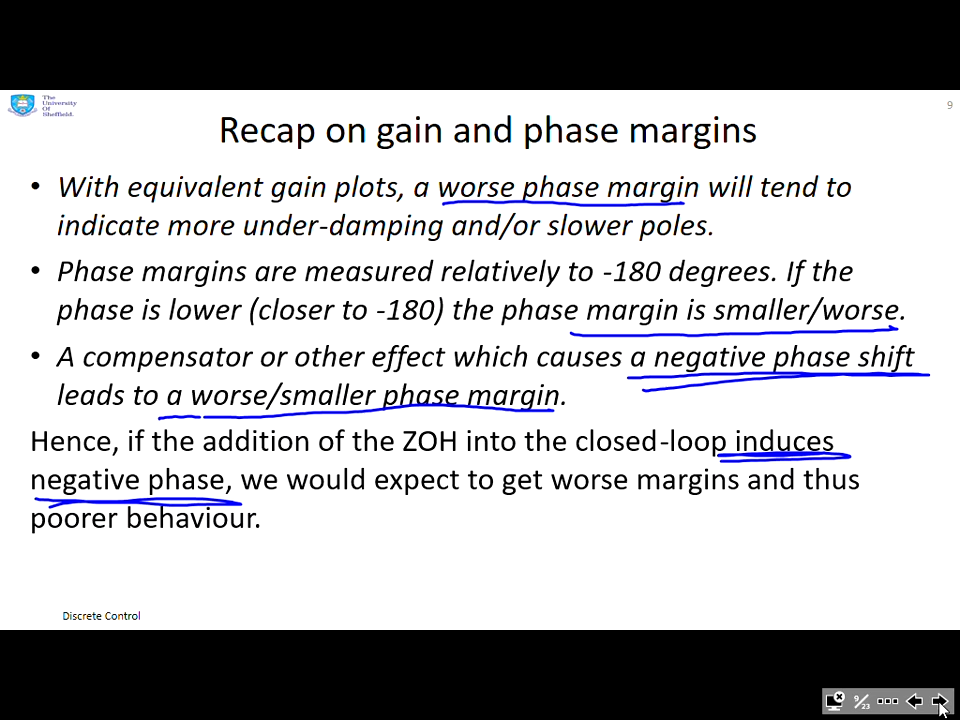 The
University
Of
Sheffield.
9
Recap on gain and phase margins
• With equivalent gain plots, a worse phase margin will tend to
indicate more under-damping and/or slower poles.
• Phase margins are measured relatively to -180 degrees. If the
phase is lower (closer to -180) the phase margin is smaller/worse.
• A compensator or other effect which causes a negative phase shift
leads to a worse/smaller phase margin.
Hence, if the addition of the ZOH into the closed-loop induces
negative phase, we would expect to get worse margins and thus
poorer behaviour.
Discrete Control
9/23